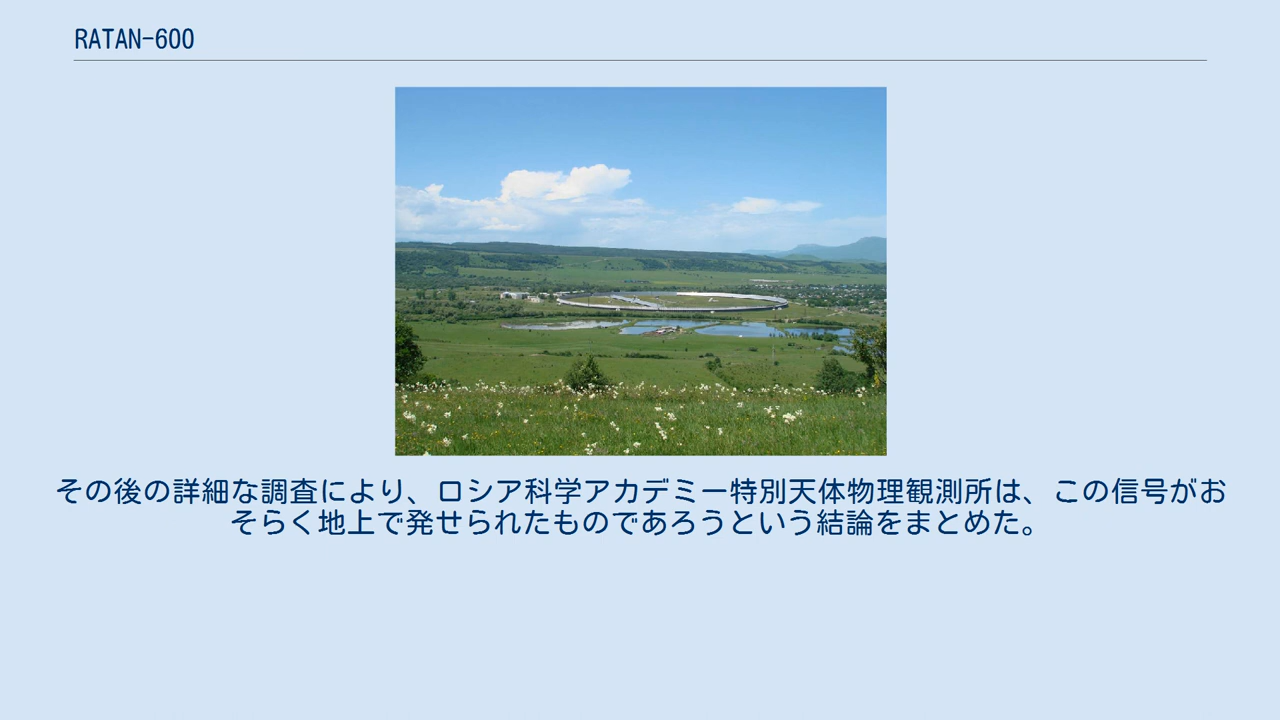 RATAN-600
その後の詳細な調査により、ロシア科学アカデミー特別天体物理観測所は、この信号がお
そらく地上で発せられたものであろうという結論をまとめた。